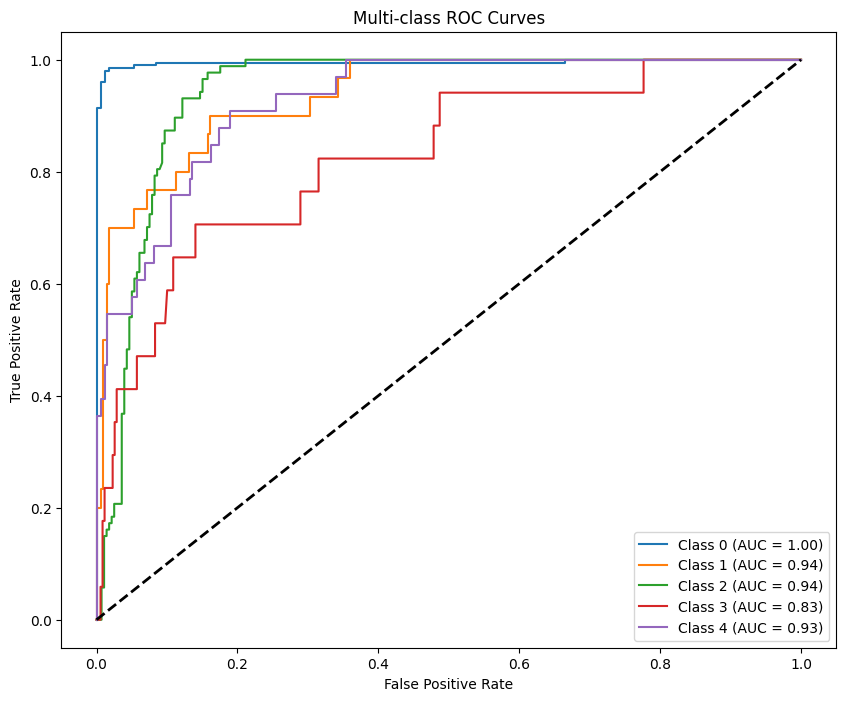 Multi-class ROC Curves
True Positive Rate
1.0
0.8
0.6
0.4
0.2
0.0
Class 0 (AUC = 1.00)
Class 1 (AUC = 0.94)
Class 2 (AUC = 0.94)
Class 3 (AUC = 0.83)
Class 4 (AUC = 0.93)
0.0 0.2 0.4 0.6 0.8 1.0
False Positive Rate